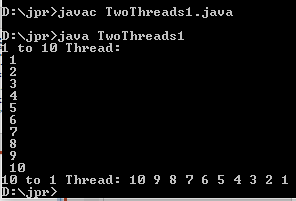 D:\jpr>javac TwoThreads1.java
D:\jpr>java TwoThreads1
1 to 10 Thread:
1
2
3
4
5
6
7
8
9
10
10 to 1 Thread: 10 9 8 7 6 5 4 3 2 1
D:\jpr>